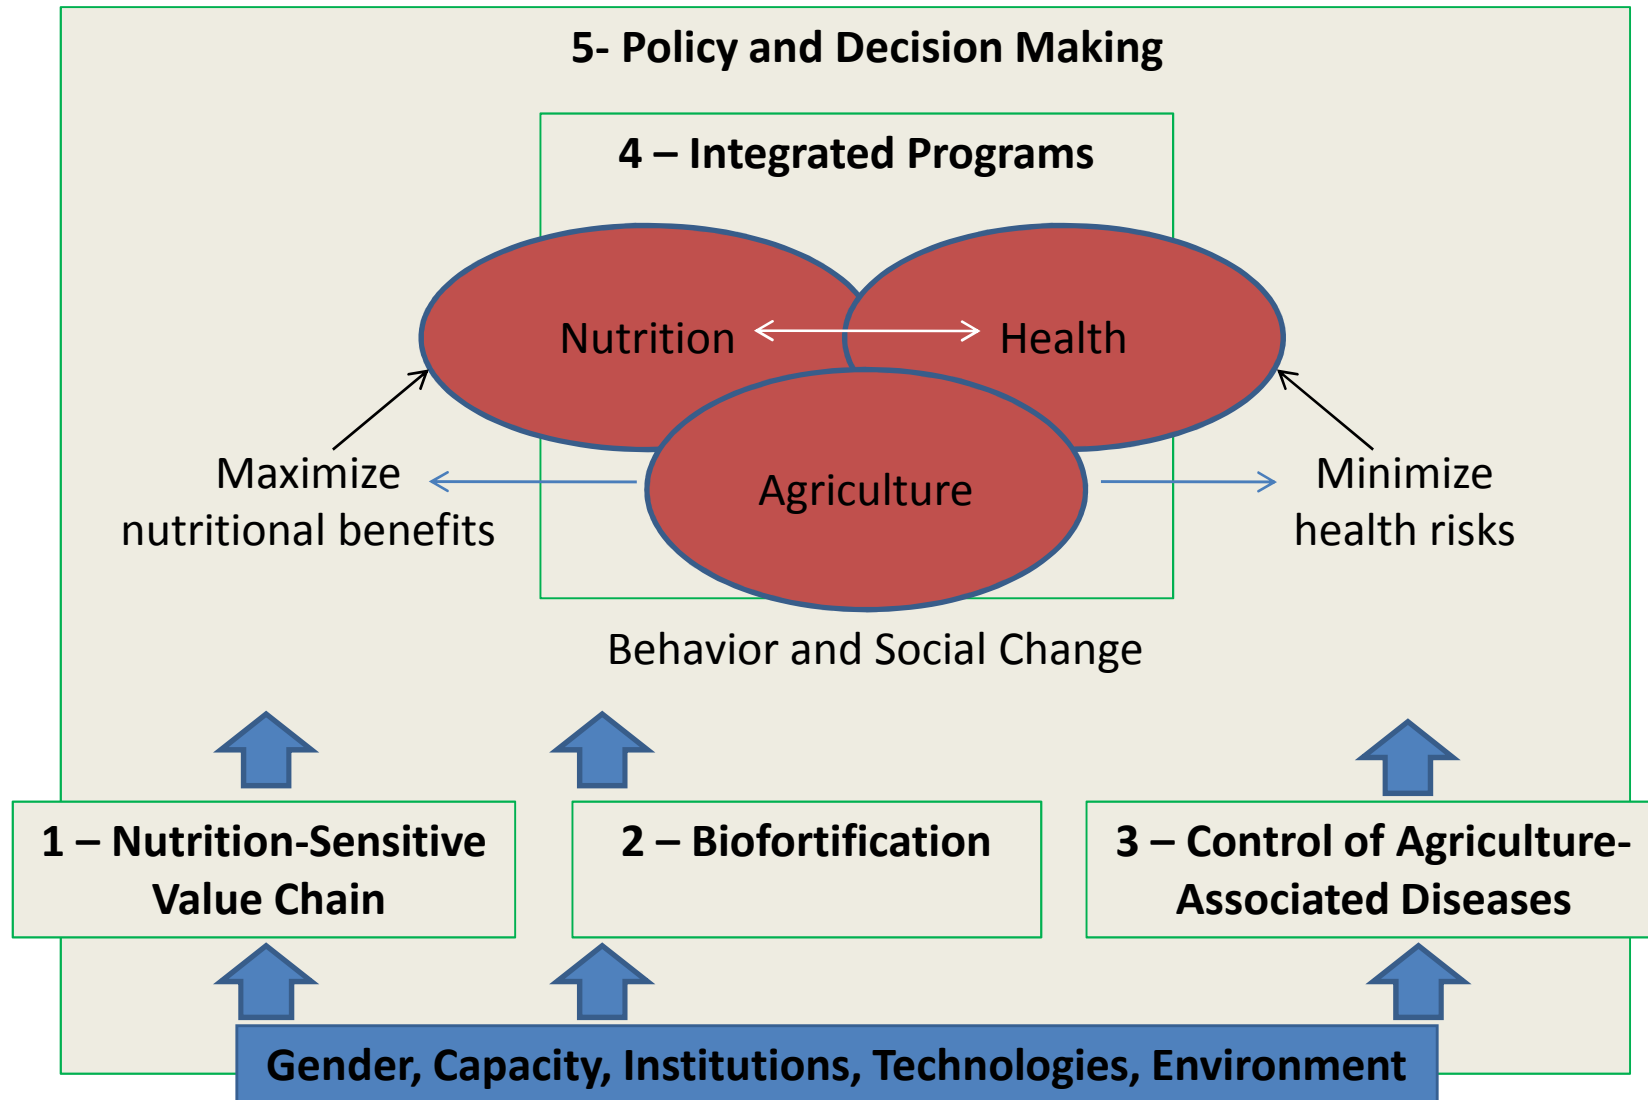 5- Policy and Decision Making
4 – Integrated Programs
Nutrition
Health
Agriculture
Maximize
nutritional benefits
Minimize
health risks
Behavior and Social Change
1 – Nutrition-Sensitive
Value Chain
2 – Biofortification
3 – Control of Agriculture-
Associated Diseases
Gender, Capacity, Institutions, Technologies, Environment